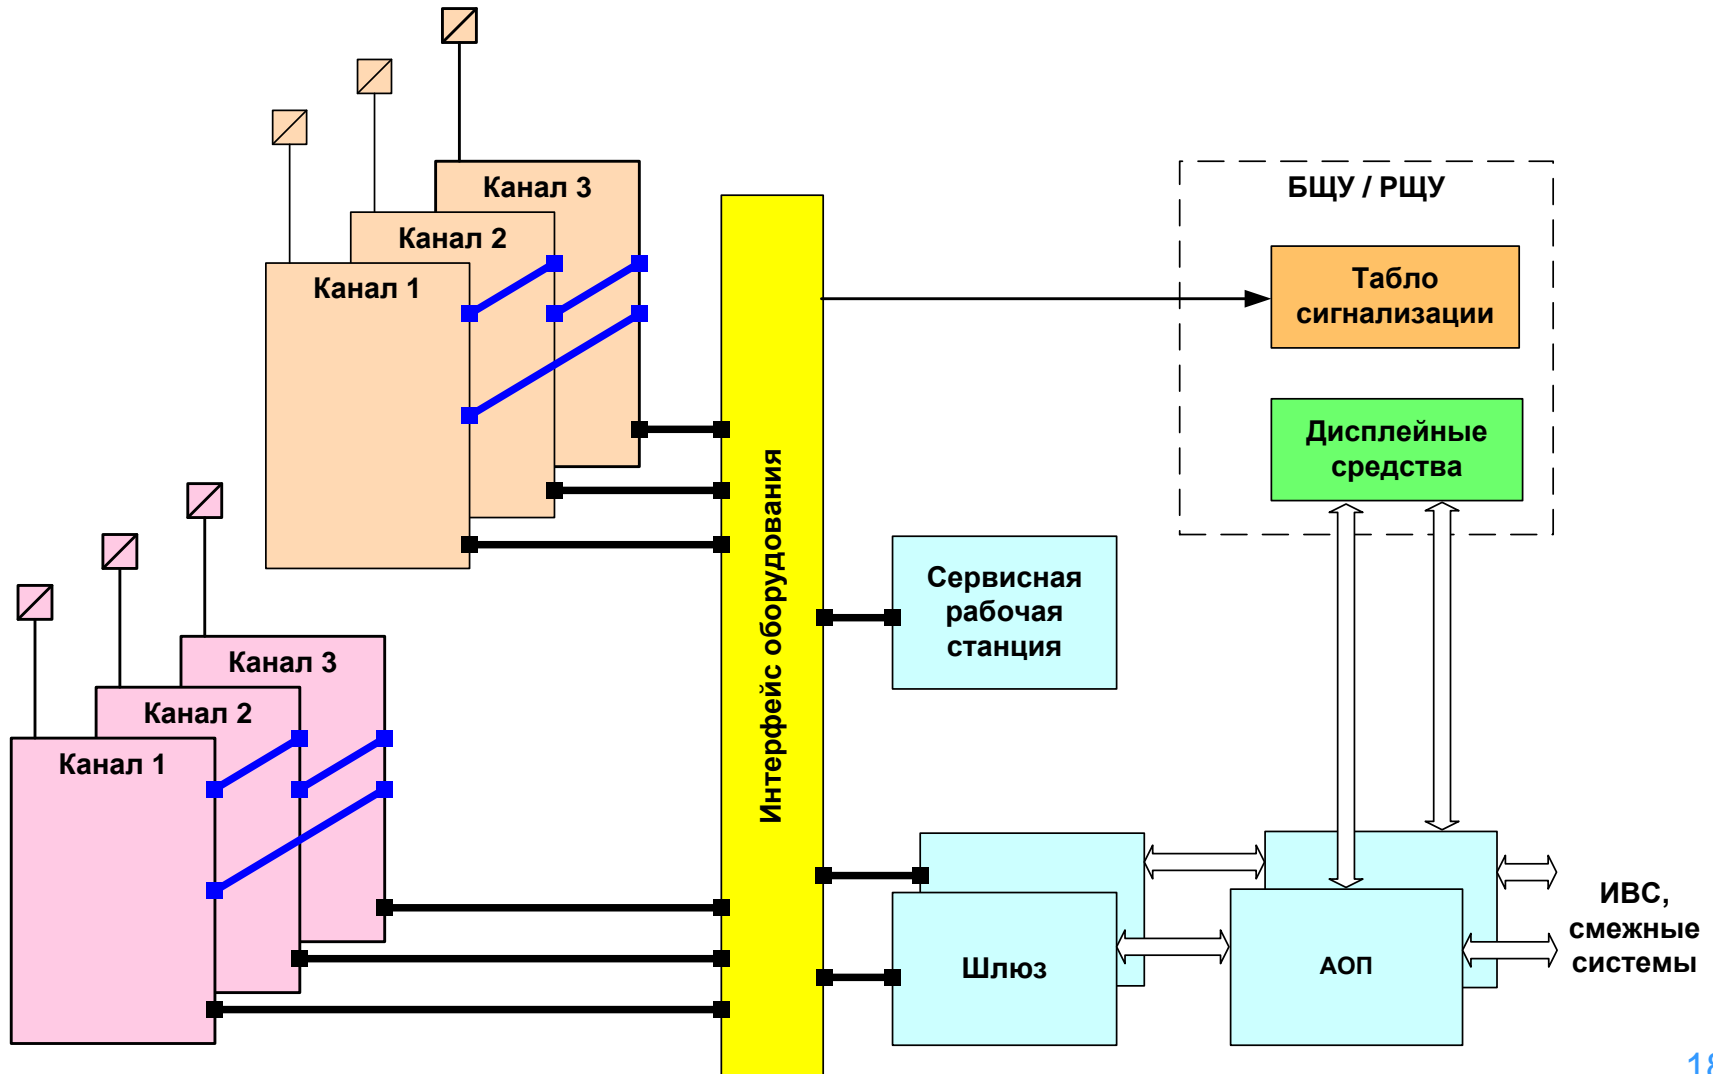 Канал 3
Канал 2
Канал 1
БЩУ / РЩУ
Табло
сигнализации
Дисплейные
средства
Интерфейс оборудования
Сервисная
рабочая
станция
Канал 3
Канал 2
Канал 1
Шлюз
АОП
ИВС,
смежные
системы